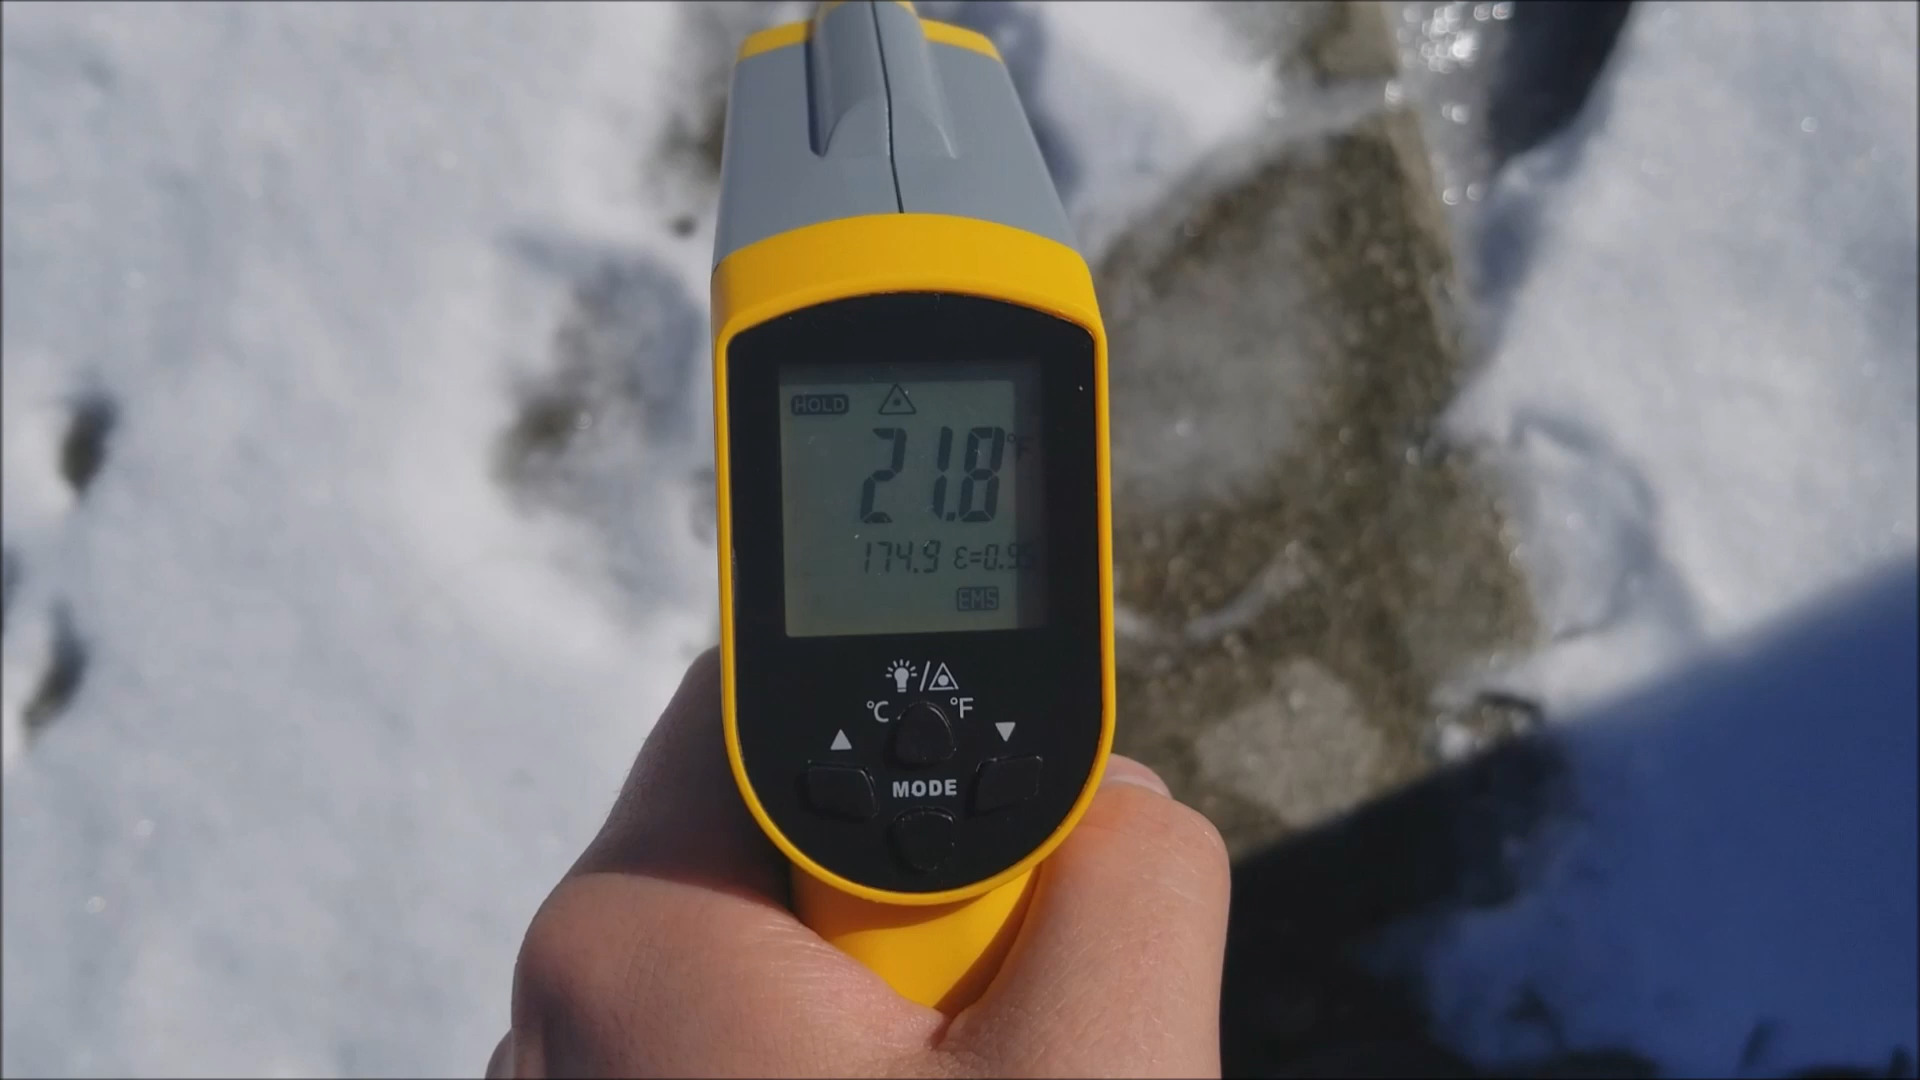 HOLD
21.8 °F
174.9 ε=0.95
EMS
/
°C °F
MODE